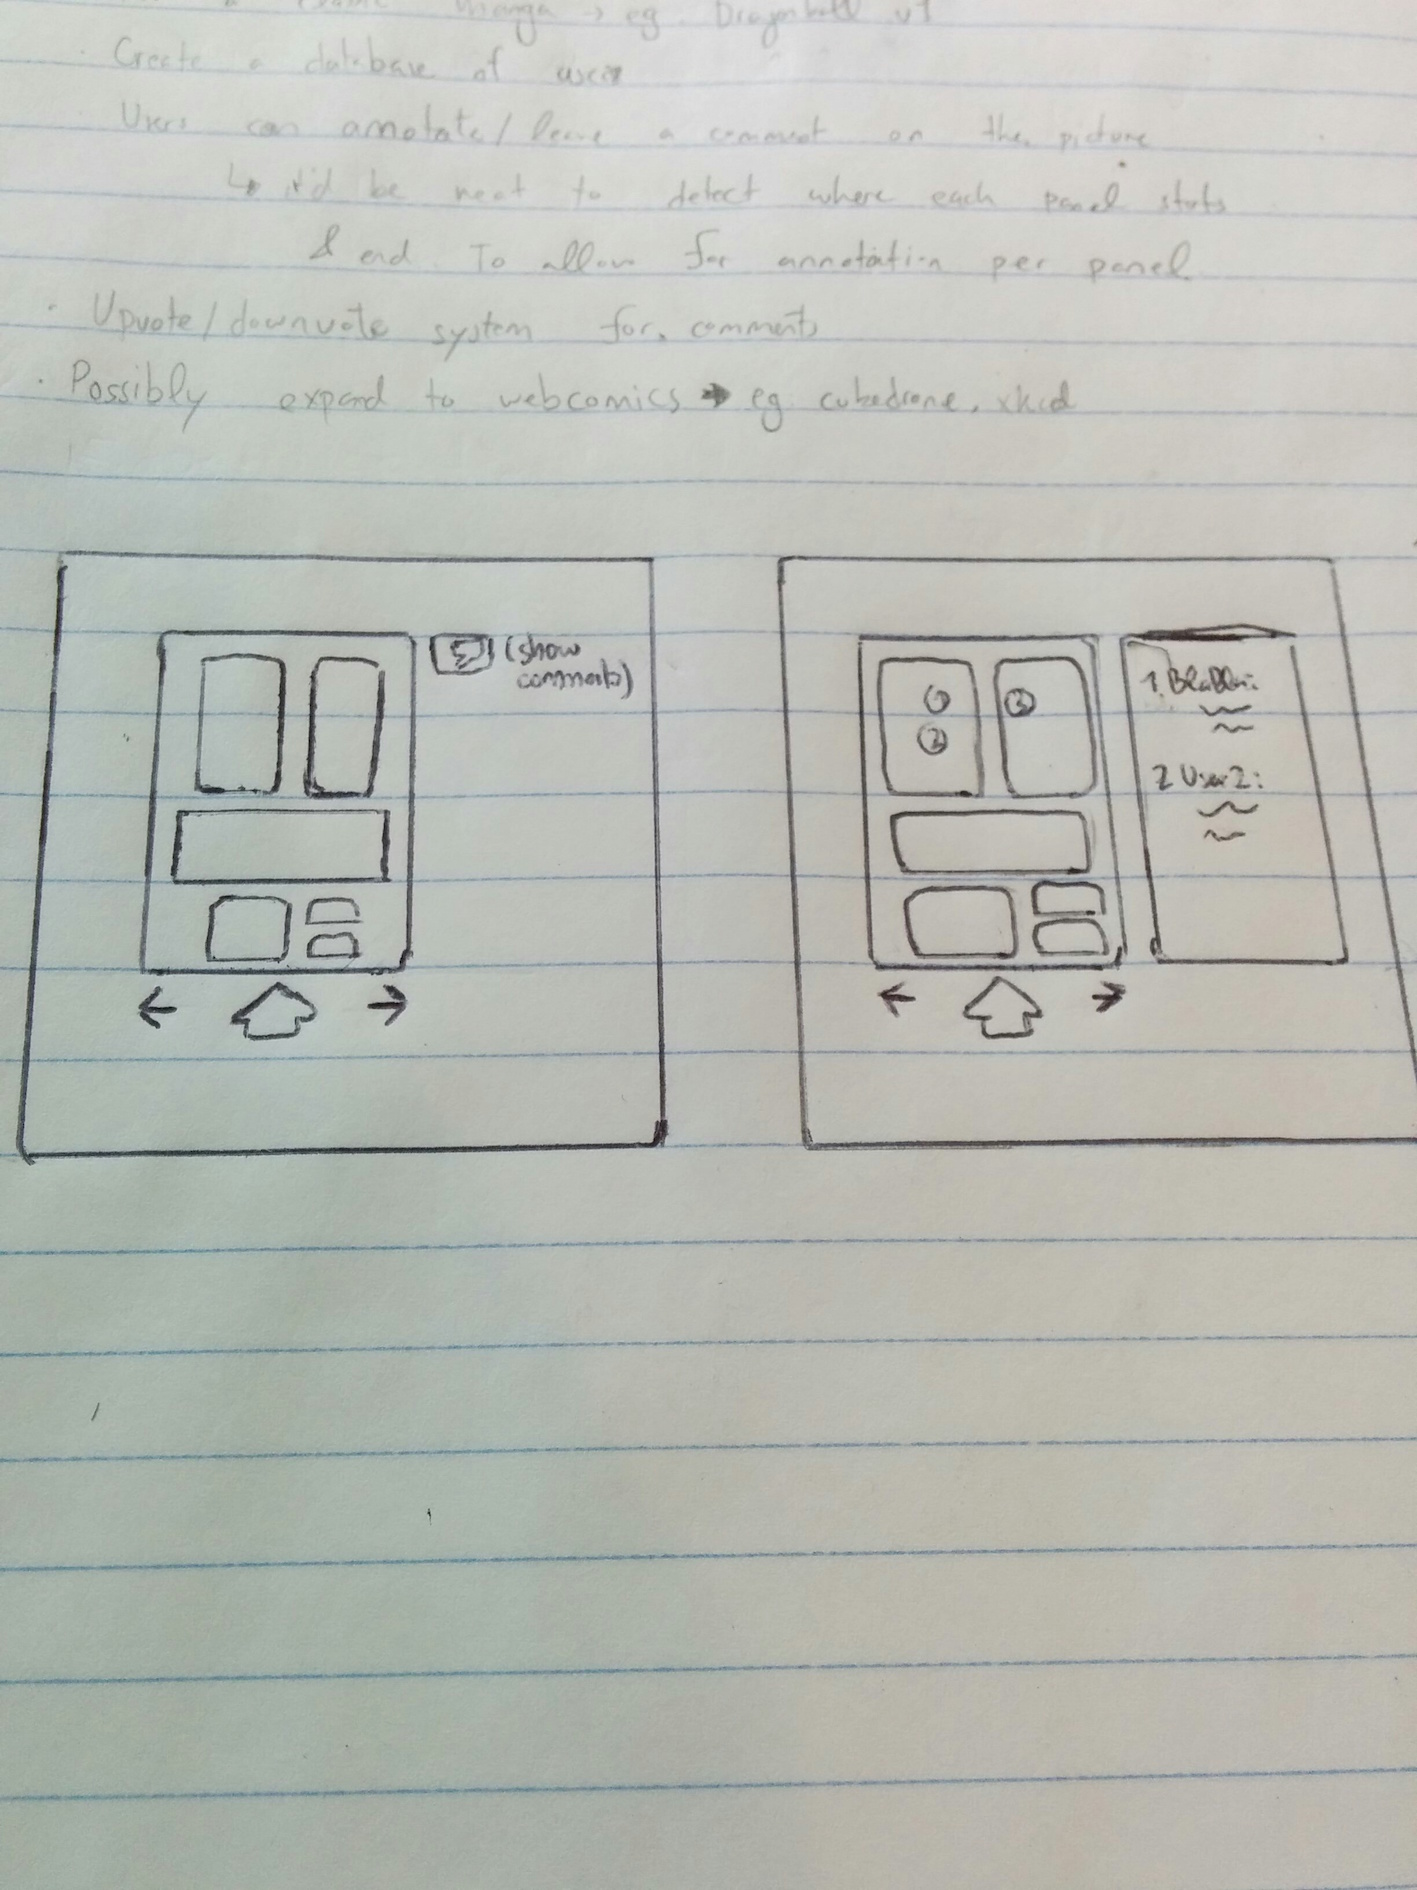 a manga → eg. Dragonball v1
· Create a database of users
Users can annotate/leave a comment on the picture
↳ it'd be neat to detect where each panel starts
& end To allow for annotation per panel
· Upvote/downvote system for comments
· Possibly expand to webcomics → eg cubedrone, xkcd
(show
comments)
1
2
3
1. BlaBla:
2 User2:
← →
← →